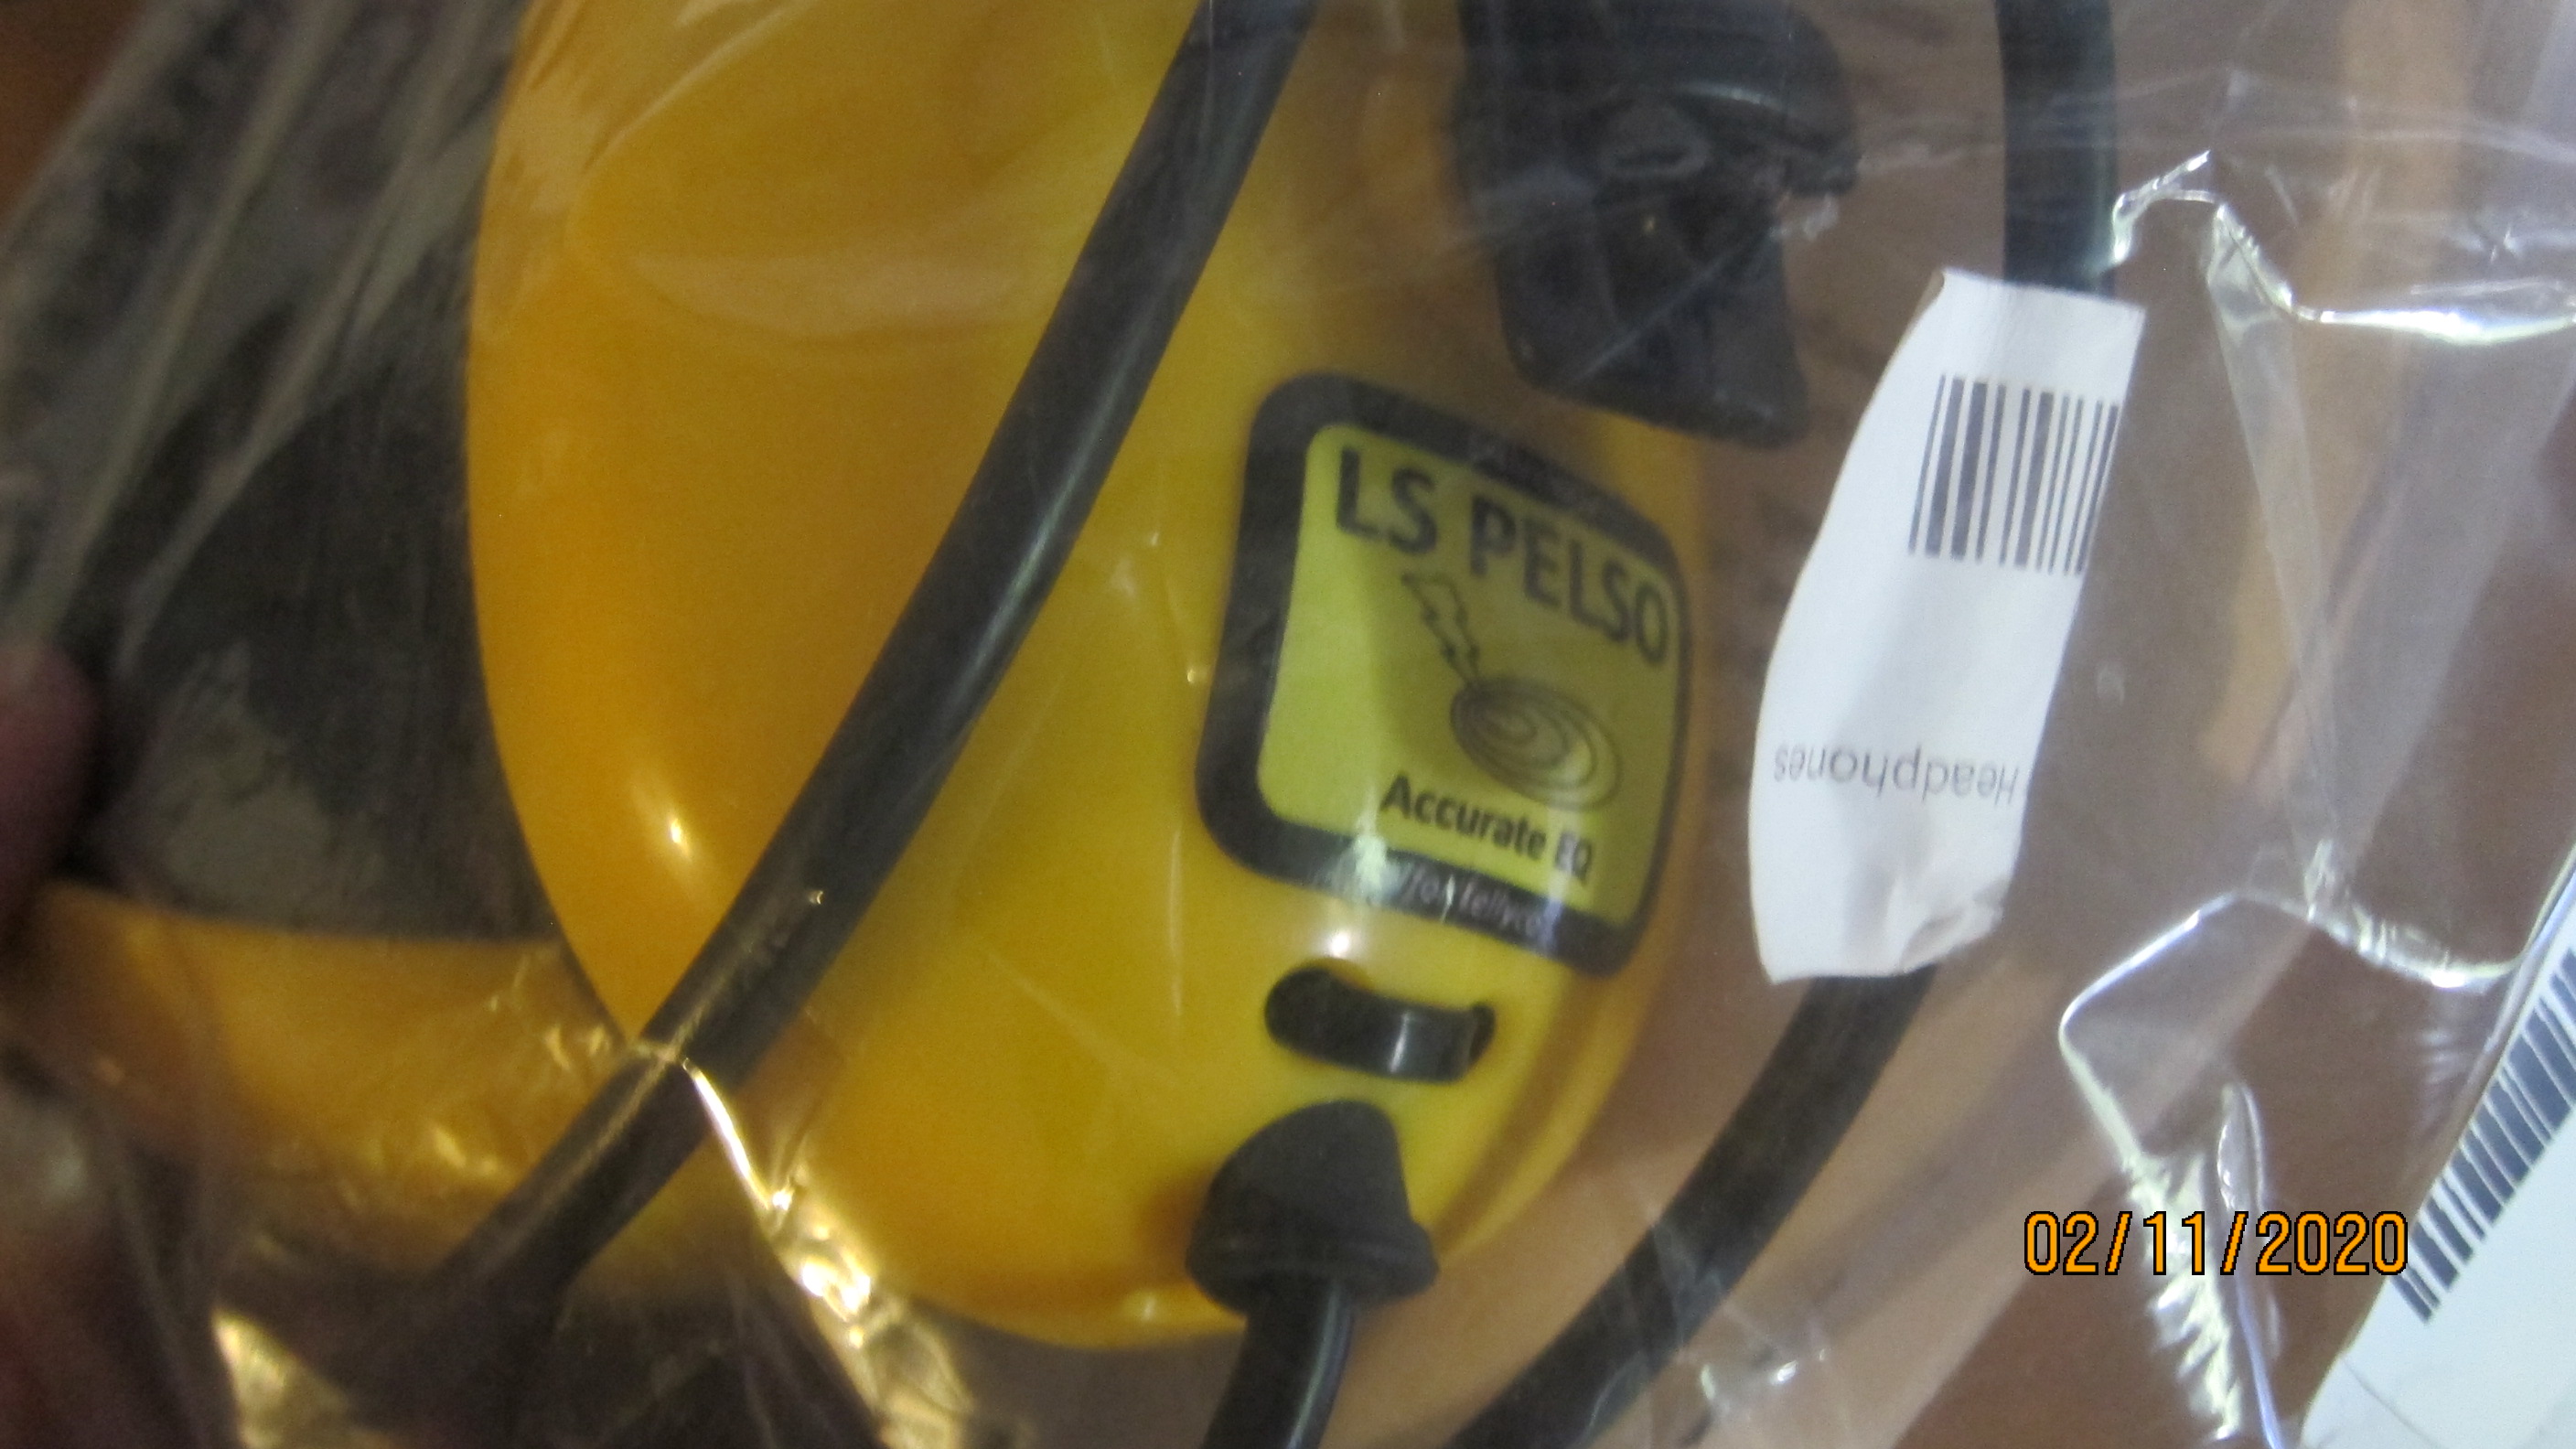 LS PELSO
Accurate EQ
Headphones
02/11/2020